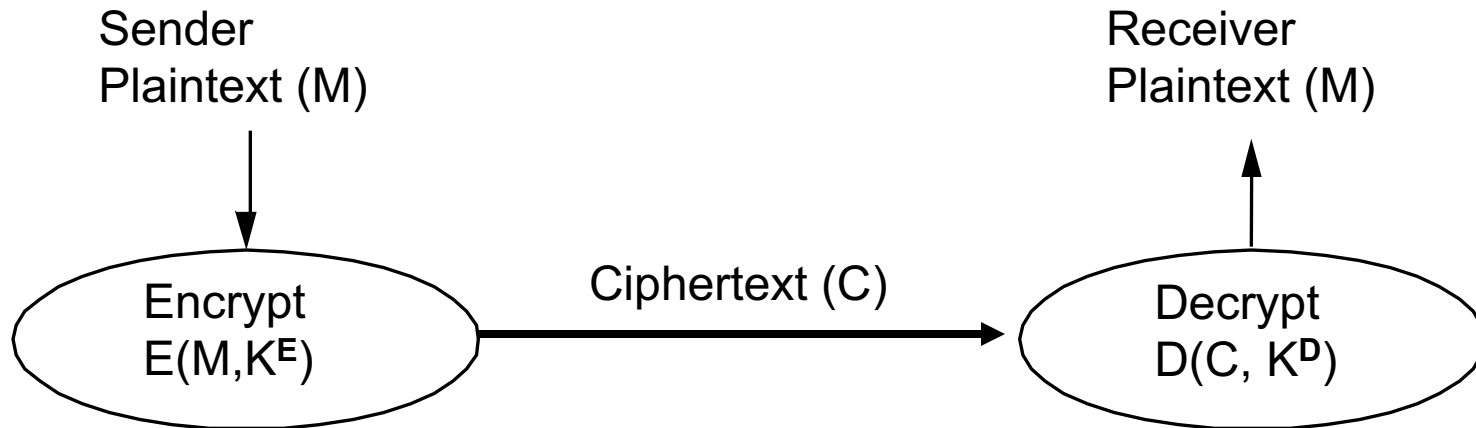 Sender
Plaintext (M)
Receiver
Plaintext (M)
Encrypt
E(M,Kᴱ)
Ciphertext (C)
Decrypt
D(C, Kᴰ)